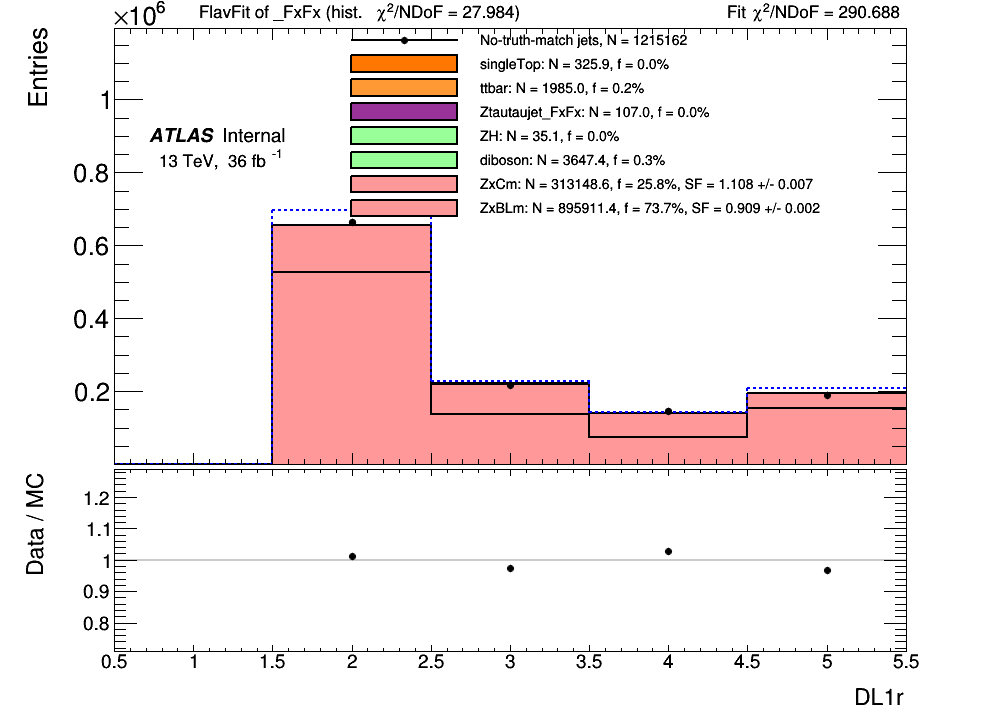 ×10⁶ FlavFit of _FxFx (hist. χ²/NDoF = 27.984) Fit χ²/NDoF = 290.688
Entries
No-truth-match jets, N = 1215162
singleTop: N = 325.9, f = 0.0%
ttbar: N = 1985.0, f = 0.2%
Ztautaujet_FxFx: N = 107.0, f = 0.0%
ZH: N = 35.1, f = 0.0%
diboson: N = 3647.4, f = 0.3%
ZxCm: N = 313148.6, f = 25.8%, SF = 1.108 +/- 0.007
ZxBLm: N = 895911.4, f = 73.7%, SF = 0.909 +/- 0.002
ATLAS Internal
13 TeV, 36 fb⁻¹
1
0.8
0.6
0.4
0.2
Data / MC
1.2
1.1
1
0.9
0.8
0.5 1 1.5 2 2.5 3 3.5 4 4.5 5 5.5
DL1r